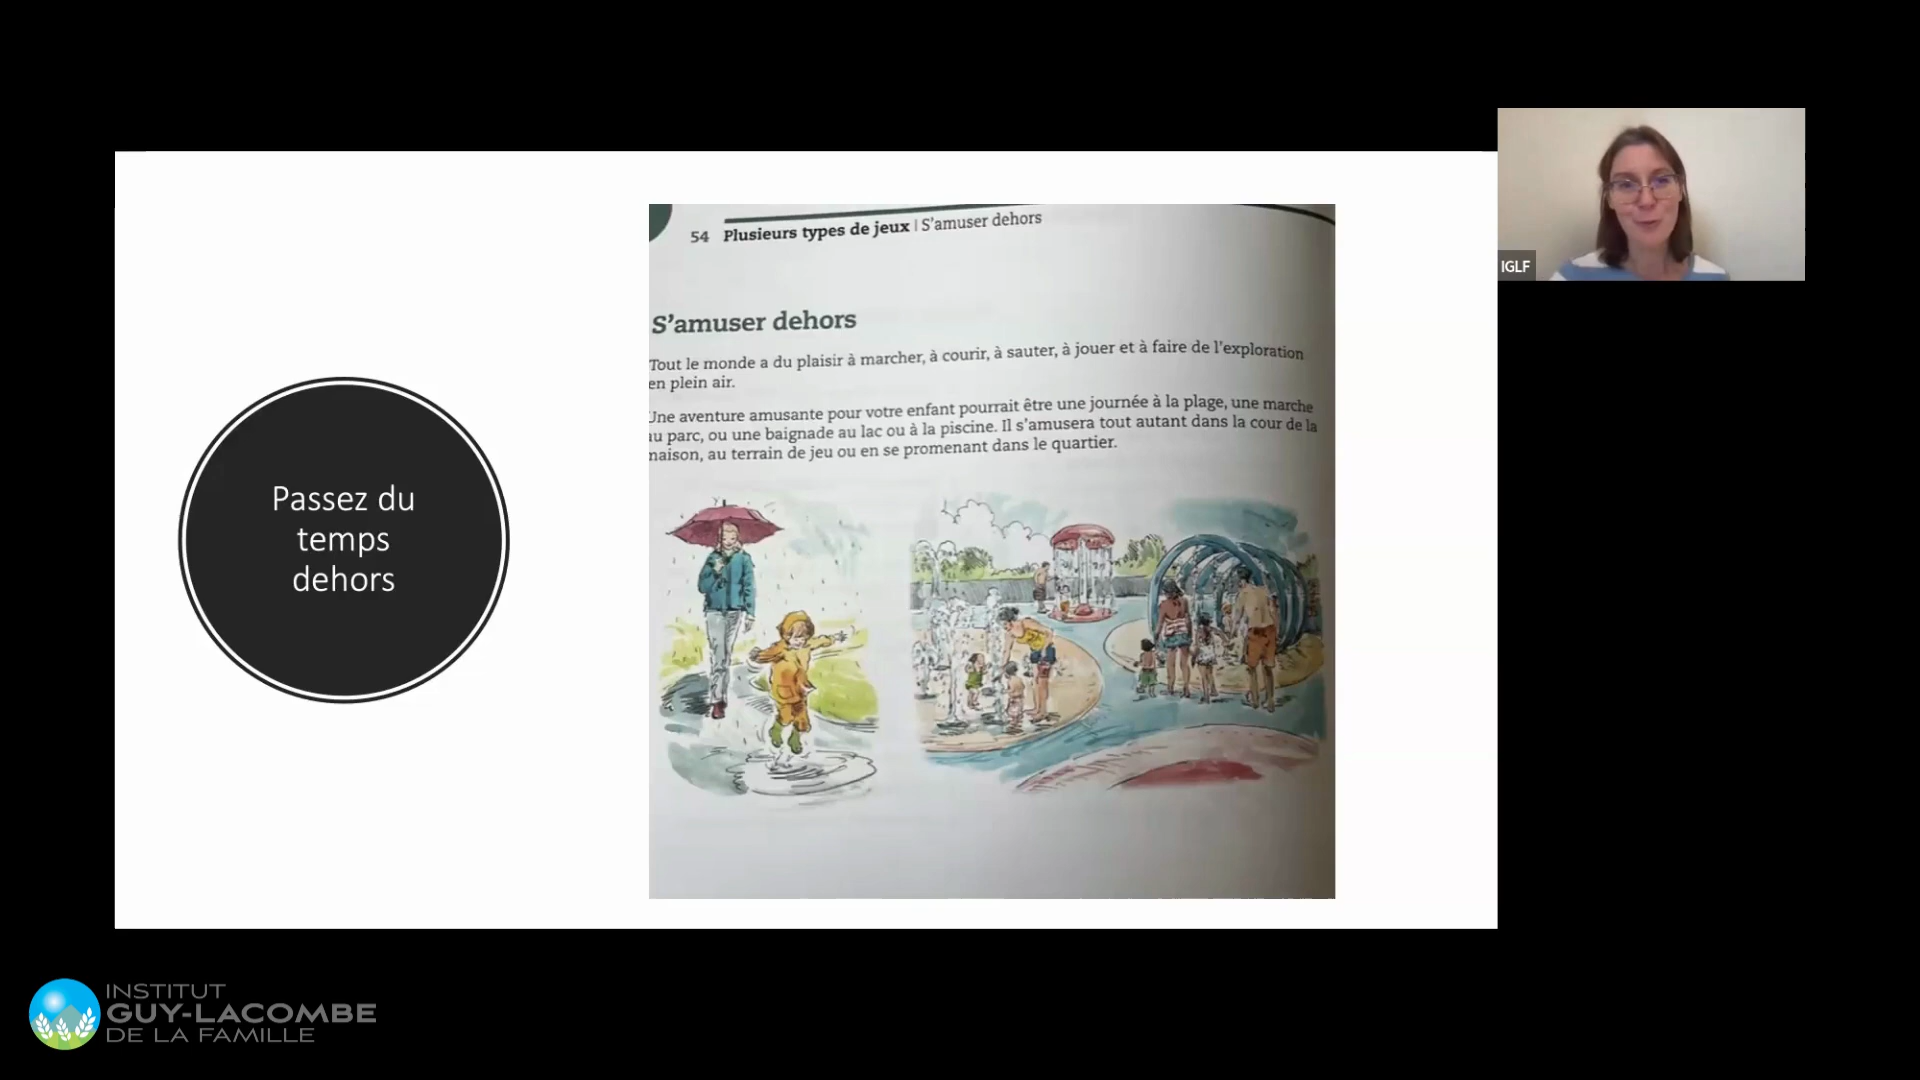 Passez du
temps
dehors
54 Plusieurs types de jeux | S'amuser dehors
S'amuser dehors
Tout le monde a du plaisir à marcher, à courir, à sauter, à jouer et à faire de l'exploration
en plein air.
Une aventure amusante pour votre enfant pourrait être une journée à la plage, une marche
au parc, ou une baignade au lac ou à la piscine. Il s'amusera tout autant dans la cour de la
maison, au terrain de jeu ou en se promenant dans le quartier.
IGLF
INSTITUT
GUY-LACOMBE
DE LA FAMILLE